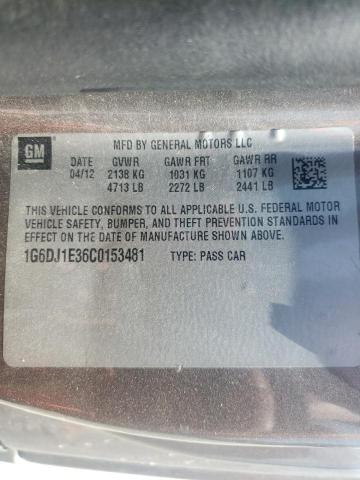 GM
MFD BY GENERAL MOTORS LLC
DATE GVWR GAWR FRT GAWR RR
04/12 2138 KG 1031 KG 1107 KG
4713 LB 2272 LB 2441 LB
THIS VEHICLE CONFORMS TO ALL APPLICABLE U.S. FEDERAL MOTOR
VEHICLE SAFETY, BUMPER, AND THEFT PREVENTION STANDARDS IN
EFFECT ON THE DATE OF MANUFACTURE SHOWN ABOVE.
1G6DJ1E36C0153481 TYPE: PASS CAR